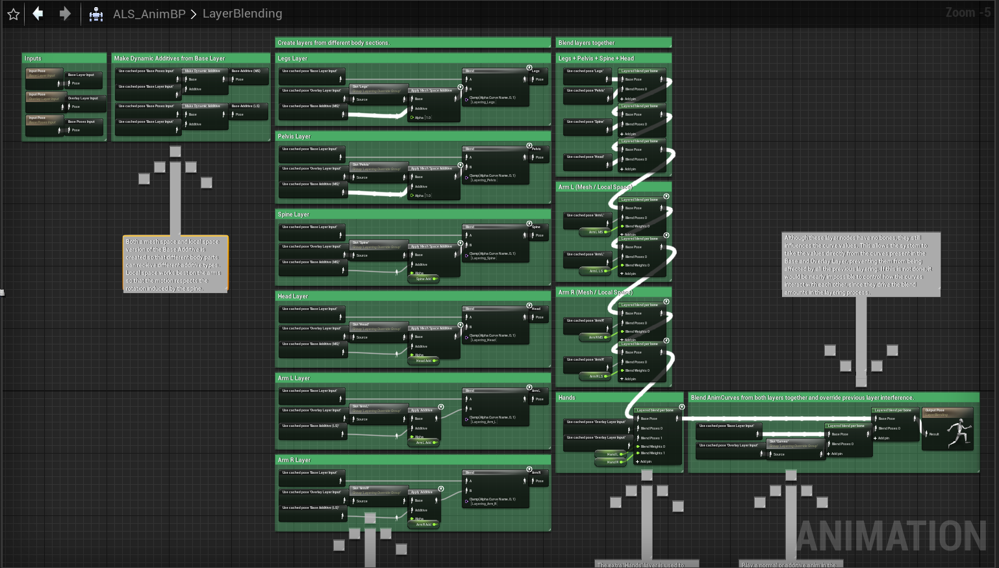 ALS_AnimBP > LayerBlending
Zoom -5
Create layers from different body sections.
Blend layers together
Inputs
Input Pose
Base Layer Input
Base Layer Input
Pose
Input Pose
Overlay Layer Input
Overlay Layer Input
Pose
Input Pose
Base Poses Input
Base Poses Input
Pose
Make Dynamic Additives from Base Layer
Use cached pose 'Base Poses Input'
Use cached pose 'Base Layer Input'
Make Dynamic Additive
Base
Additive
Base Additive (MS)
Pose
Use cached pose 'Base Poses Input'
Use cached pose 'Base Layer Input'
Make Dynamic Additive
Base
Additive
Base Additive (LS)
Pose
Both a mesh space and local space
version of the Base Additive is
created so that different body parts
can recieve different additive types.
Local space works best on the arms
so that the motion respects the
rotation induced by the spine.
Legs Layer
Use cached pose 'Base Layer Input'
Use cached pose 'Overlay Layer Input'
Use cached pose 'Base Additive (MS)'
Slot 'Legs'
Group 'Layering Override Group'
Source
Apply Mesh Space Additive
Base
Additive
Alpha 1.0
Blend
A
B
Clamp(Alpha Curve Name, 0, 1)
Layering_Legs
Legs
Pose
Pelvis Layer
Use cached pose 'Base Layer Input'
Use cached pose 'Overlay Layer Input'
Use cached pose 'Base Additive (MS)'
Slot 'Pelvis'
Group 'Layering Override Group'
Source
Apply Mesh Space Additive
Base
Additive
Alpha 1.0
Blend
A
B
Clamp(Alpha Curve Name, 0, 1)
Layering_Pelvis
Pelvis
Pose
Spine Layer
Use cached pose 'Base Layer Input'
Use cached pose 'Overlay Layer Input'
Use cached pose 'Base Additive (MS)'
Slot 'Spine'
Group 'Layering Override Group'
Source
Apply Mesh Space Additive
Base
Additive
Alpha
Spine Add
Blend
A
B
Clamp(Alpha Curve Name, 0, 1)
Layering_Spine
Spine
Pose
Head Layer
Use cached pose 'Base Layer Input'
Use cached pose 'Overlay Layer Input'
Use cached pose 'Base Additive (MS)'
Slot 'Head'
Group 'Layering Override Group'
Source
Apply Mesh Space Additive
Base
Additive
Alpha
Head Add
Blend
A
B
Clamp(Alpha Curve Name, 0, 1)
Layering_Head
Head
Pose
Arm L Layer
Use cached pose 'Base Layer Input'
Use cached pose 'Overlay Layer Input'
Use cached pose 'Base Additive (LS)'
Slot 'Arm L'
Group 'Layering Override Group'
Source
Apply Additive
Base
Additive
Alpha
Arm L Add
Blend
A
B
Clamp(Alpha Curve Name, 0, 1)
Layering_Arm_L
Arm L
Pose
Arm R Layer
Use cached pose 'Base Layer Input'
Use cached pose 'Overlay Layer Input'
Use cached pose 'Base Additive (LS)'
Slot 'Arm R'
Group 'Layering Override Group'
Source
Apply Additive
Base
Additive
Alpha
Arm R Add
Blend
A
B
Clamp(Alpha Curve Name, 0, 1)
Layering_Arm_R
Arm R
Pose
Legs + Pelvis + Spine + Head
Use cached pose 'Legs'
Use cached pose 'Pelvis'
Use cached pose 'Spine'
Use cached pose 'Head'
Layered blend per bone
Base Pose
Blend Poses 0
Add pin
Layered blend per bone
Base Pose
Blend Poses 0
Add pin
Layered blend per bone
Base Pose
Blend Poses 0
Add pin
Arm L (Mesh / Local Space)
Use cached pose 'Arm L'
Arm L MS
Layered blend per bone
Base Pose
Blend Poses 0
Blend Weights 0
Add pin
Use cached pose 'Arm L'
Arm L LS
Layered blend per bone
Base Pose
Blend Poses 0
Blend Weights 0
Add pin
Arm R (Mesh / Local Space)
Use cached pose 'Arm R'
Arm R MS
Layered blend per bone
Base Pose
Blend Poses 0
Blend Weights 0
Add pin
Use cached pose 'Arm R'
Arm R LS
Layered blend per bone
Base Pose
Blend Poses 0
Blend Weights 0
Add pin
Hands
Use cached pose 'Overlay Layer Input'
Use cached pose 'Overlay Layer Input'
Hand L
Hand R
Layered blend per bone
Base Pose
Blend Poses 0
Blend Poses 1
Blend Weights 0
Blend Weights 1
Add pin
Although these layer nodes have no bones, they still
influences the curve values. This allows the system to
take the values directly from the curves present in the
Base and Overlay Layer, preventing them from being
affected by all the previous layering. If this is not done, it
would be nearly impossible to control how the curves
interact with each other, since they drive the blend
amounts in the layering process.
Blend AnimCurves from both layers together and override previous layer interference.
Use cached pose 'Base Layer Input'
Use cached pose 'Overlay Layer Input'
Slot 'Curves'
Group 'Layering Override Group'
Source
Layered blend per bone
Base Pose
Blend Poses 0
Add pin
Layered blend per bone
Base Pose
Blend Poses 0
Add pin
Output Pose
LayerBlending
Result
The extra 'Hands' layer is used to
Play a normal or additive anim in the
ANIMATION